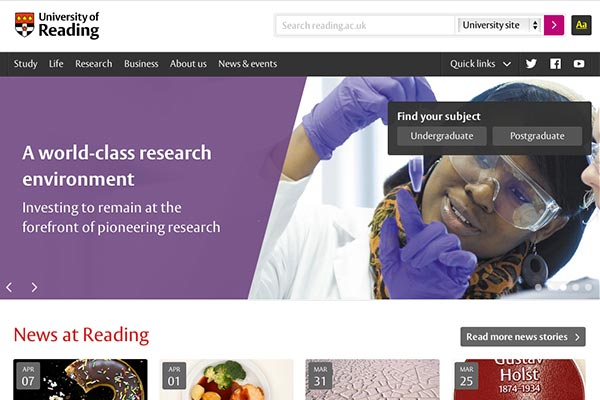 University of
Reading
Search reading.ac.uk
University site
Aa
Study Life Research Business About us News & events
Quick links
Find your subject
Undergraduate Postgraduate
A world-class research
environment
Investing to remain at the
forefront of pioneering research
News at Reading
Read more news stories
APR
07
APR
01
MAR
31
MAR
25
Gustav
Holst
1874-1934